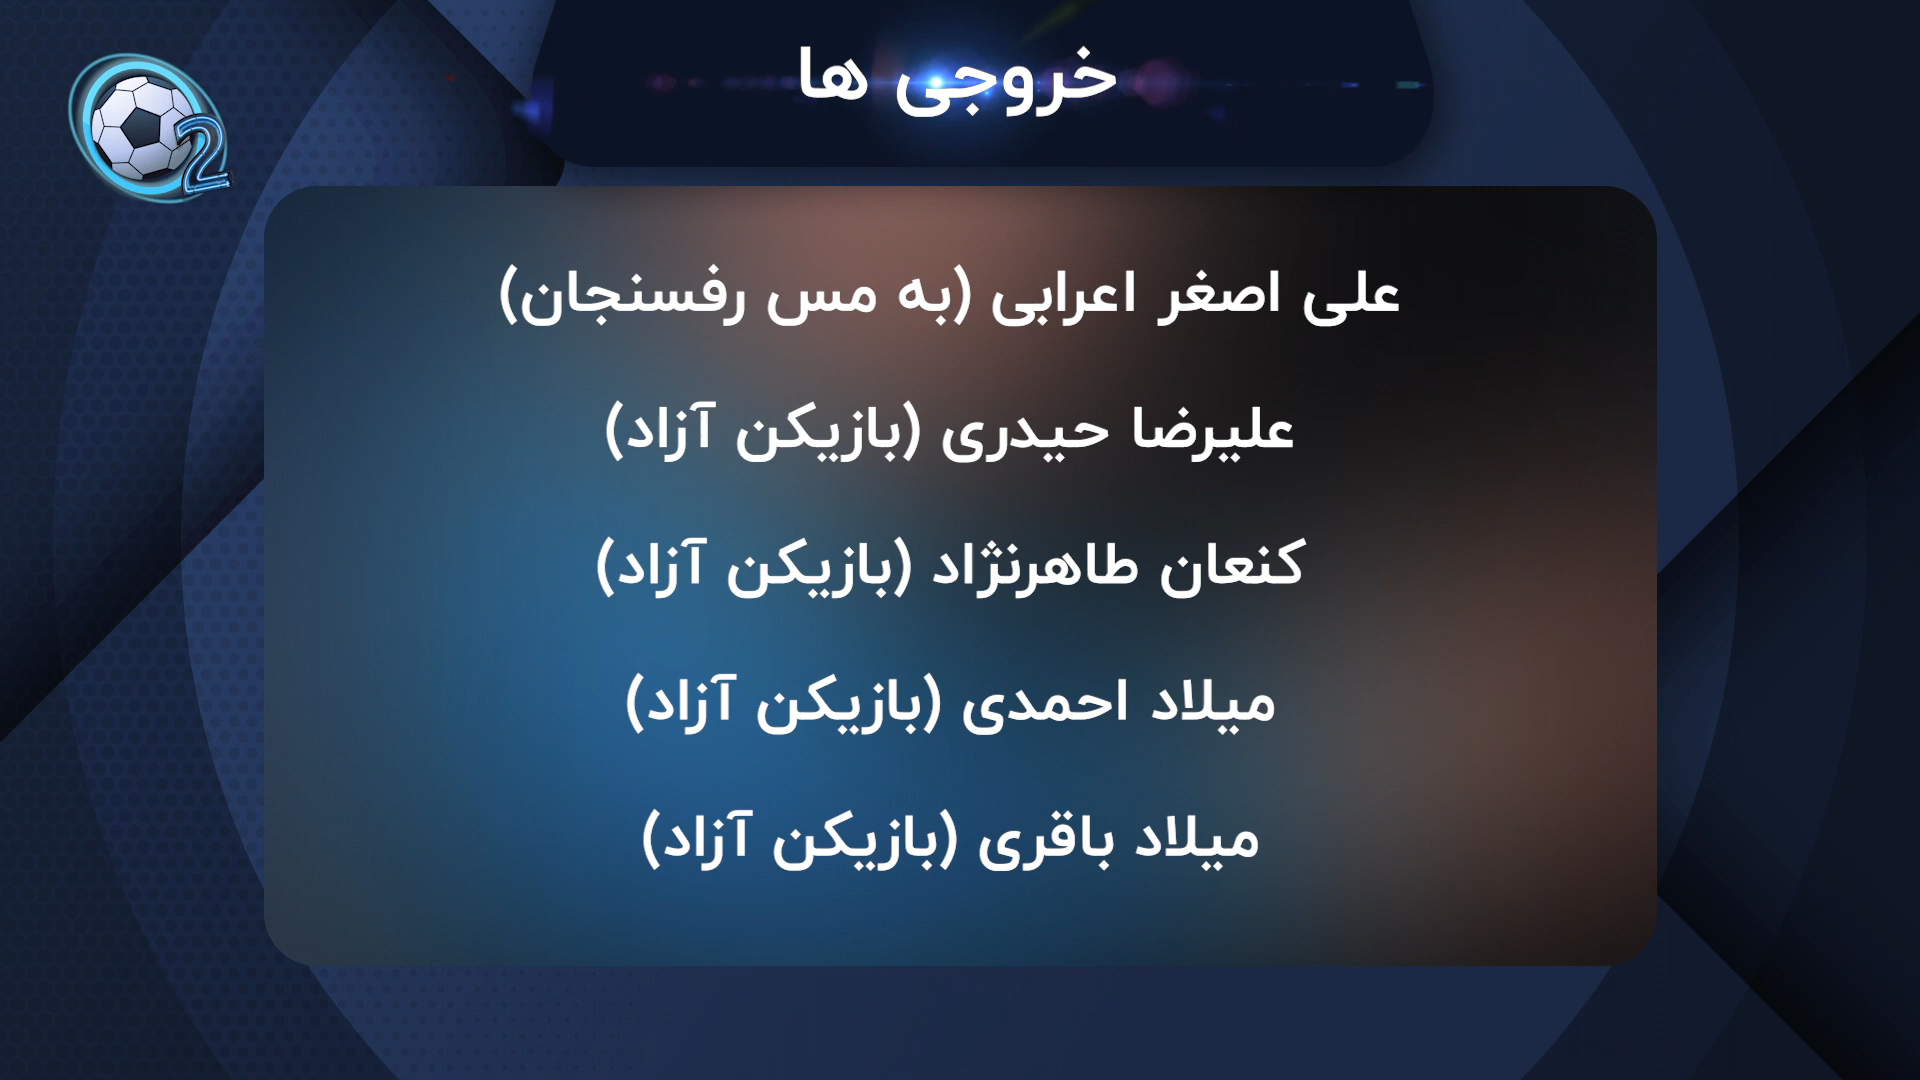 خروجی ها
2
علی اصغر اعرابی (به مس رفسنجان)
علیرضا حیدری (بازیکن آزاد)
کنعان طاهرنژاد (بازیکن آزاد)
میلاد احمدی (بازیکن آزاد)
میلاد باقری (بازیکن آزاد)